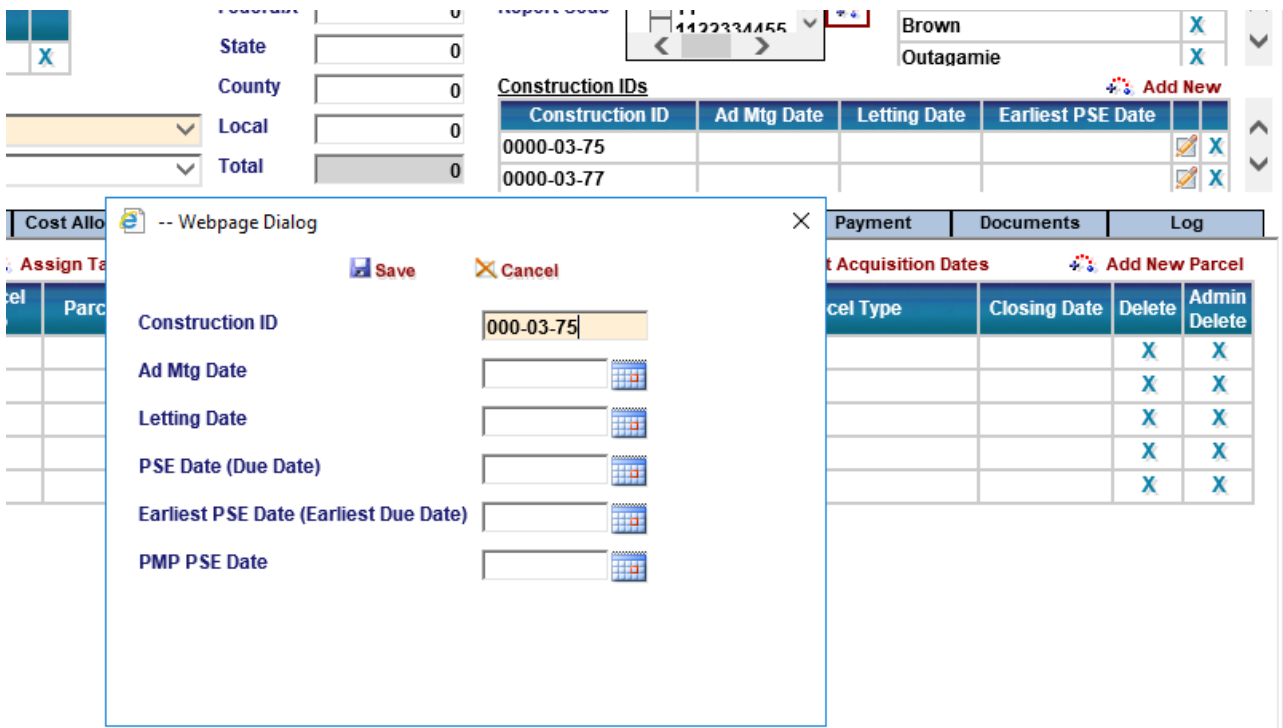 0
State 0
County 0
Local 0
Total 0
X
1122334455
Brown X
Outagamie X
Construction IDs Add New
Construction ID Ad Mtg Date Letting Date Earliest PSE Date
0000-03-75 X
0000-03-77 X
Cost Allo Payment Documents Log
-- Webpage Dialog
Assign Ta t Acquisition Dates Add New Parcel
Save Cancel
Parc cel Type Closing Date Delete Admin Delete
X X
X X
X X
X X
X X
Construction ID 000-03-75
Ad Mtg Date
Letting Date
PSE Date (Due Date)
Earliest PSE Date (Earliest Due Date)
PMP PSE Date